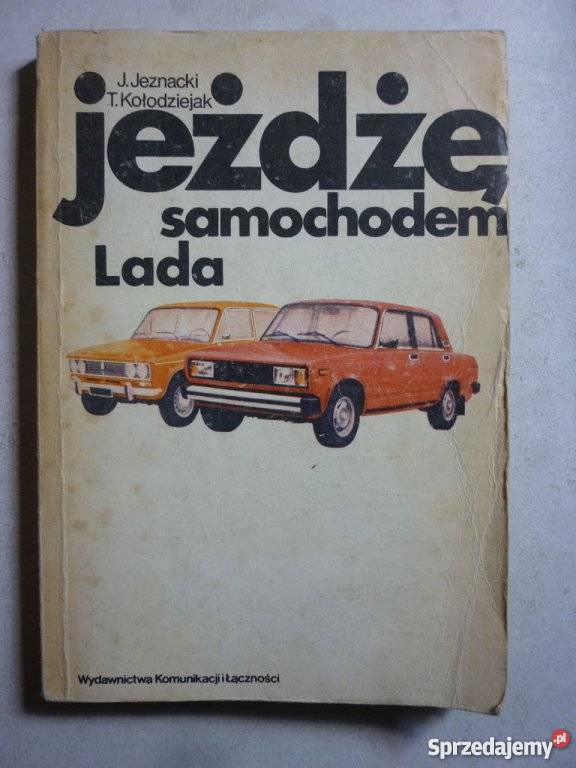 J. Jeznacki
T. Kołodziejak
jeżdżę
samochodem
Lada
Wydawnictwa Komunikacji i Łączności
Sprzedajemy.pl